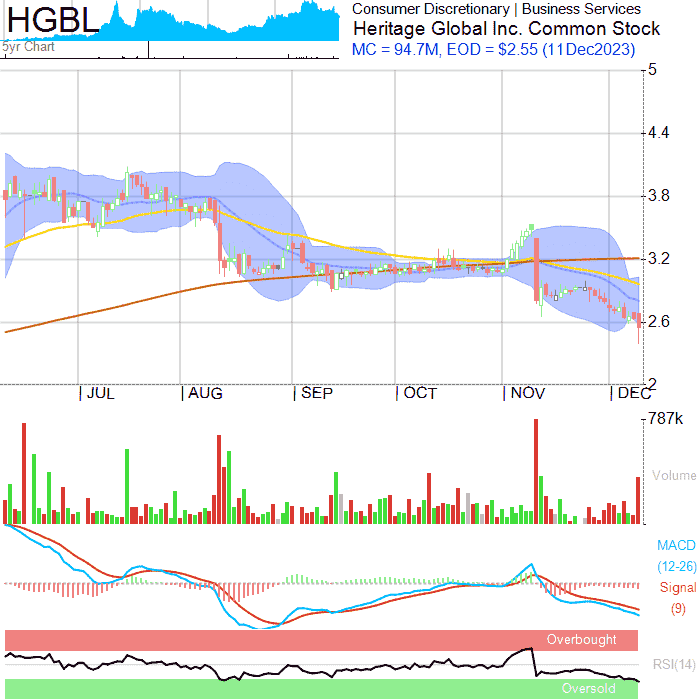 HGBL
5yr Chart
Consumer Discretionary | Business Services
Heritage Global Inc. Common Stock
MC = 94.7M, EOD = $2.55 (11Dec2023)
5
4.4
3.8
3.2
2.6
2
JUL AUG SEP OCT NOV DEC
787k
Volume
MACD
(12-26)
Signal
(9)
Overbought
RSI(14)
Oversold